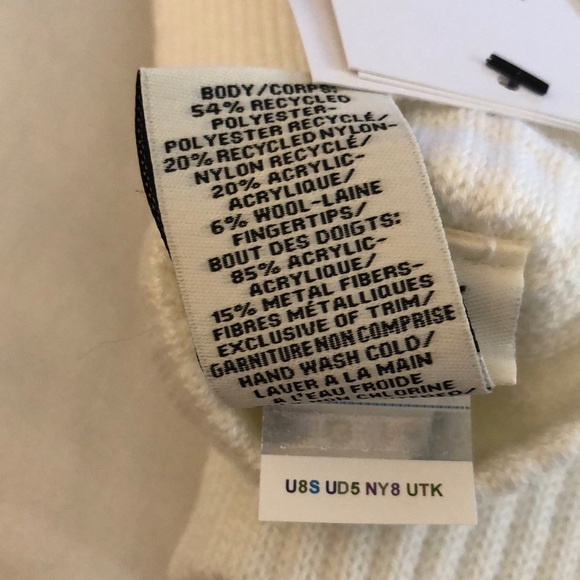 BODY/CORPS:
54% RECYCLED
POLYESTER-
POLYESTER RECYCLÉ/
20% RECYCLED NYLON-
NYLON RECYCLÉ/
20% ACRYLIC-
ACRYLIQUE/
6% WOOL-LAINE
FINGERTIPS/
BOUT DES DOIGTS:
85% ACRYLIC-
ACRYLIQUE/
15% METAL FIBERS-
FIBRES MÉTALLIQUES
EXCLUSIVE OF TRIM/
GARNITURE NON COMPRISE
HAND WASH COLD/
LAVER A LA MAIN
A L'EAU FROIDE
NON CHLORINE
U8S UD5 NY8 UTK